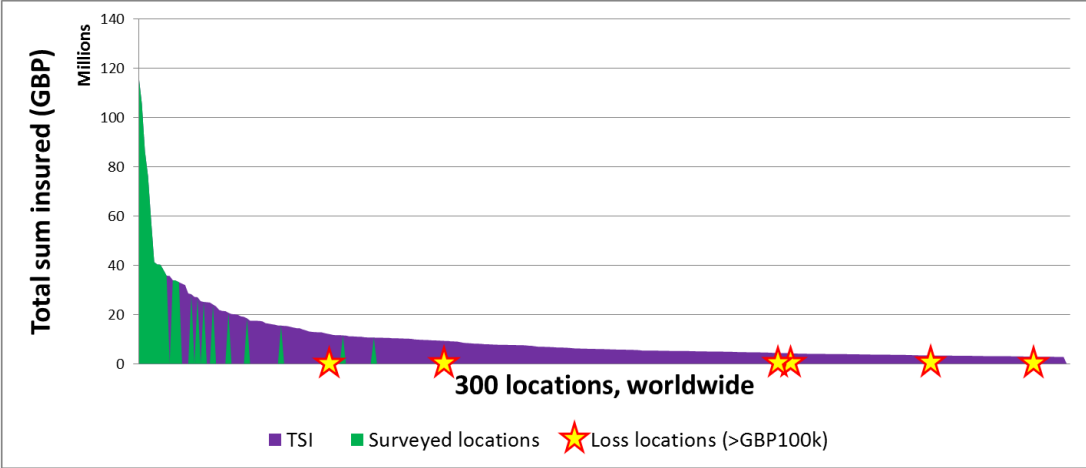 Total sum insured (GBP)
Millions
140
120
100
80
60
40
20
0
300 locations, worldwide
TSI
Surveyed locations
Loss locations (>GBP100k)